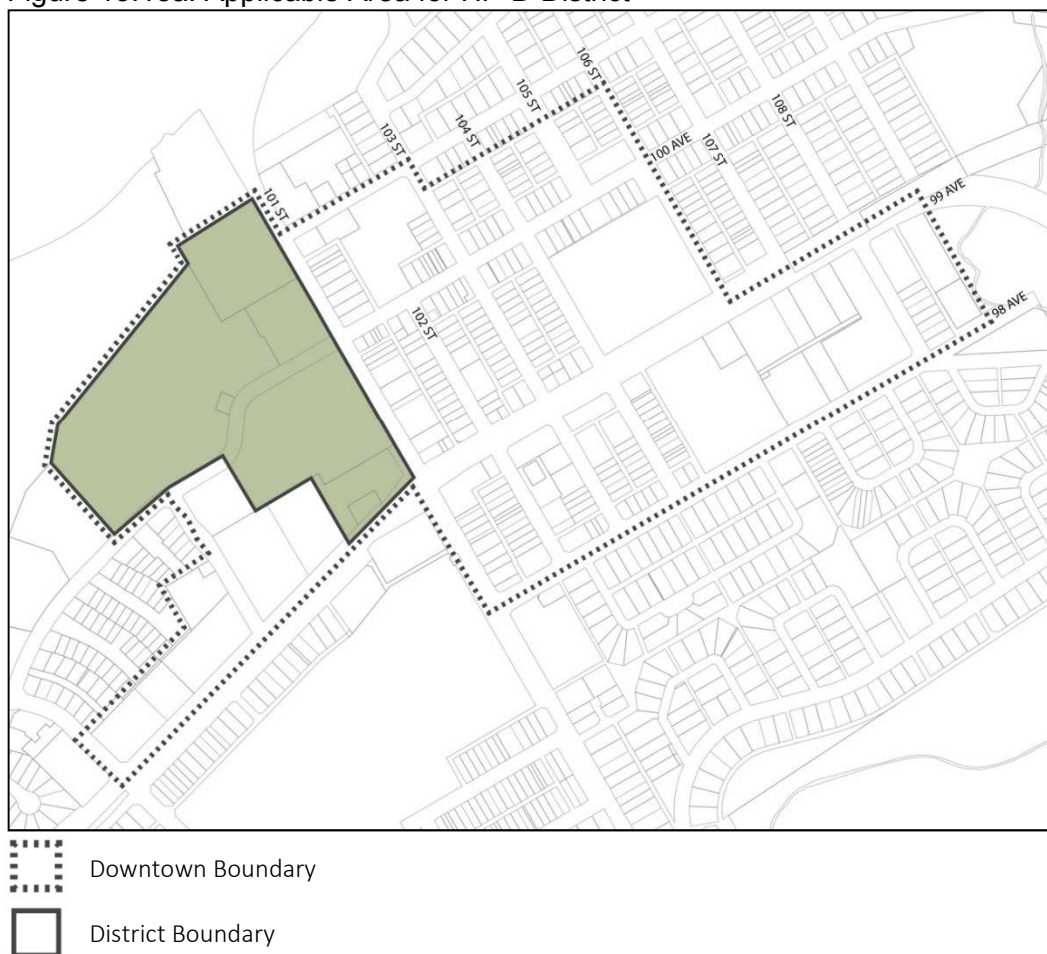 106 ST
105 ST
104 ST
103 ST
108 ST
100 AVE
107 ST
101 ST
99 AVE
98 AVE
102 ST
Downtown Boundary
District Boundary